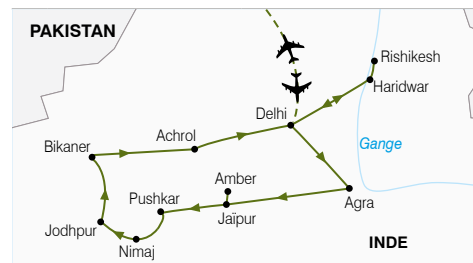 PAKISTAN
Rishikesh
Haridwar
Delhi
Achrol
Gange
Bikaner
Amber
Pushkar
Agra
Jaïpur
Jodhpur
Nimaj
INDE